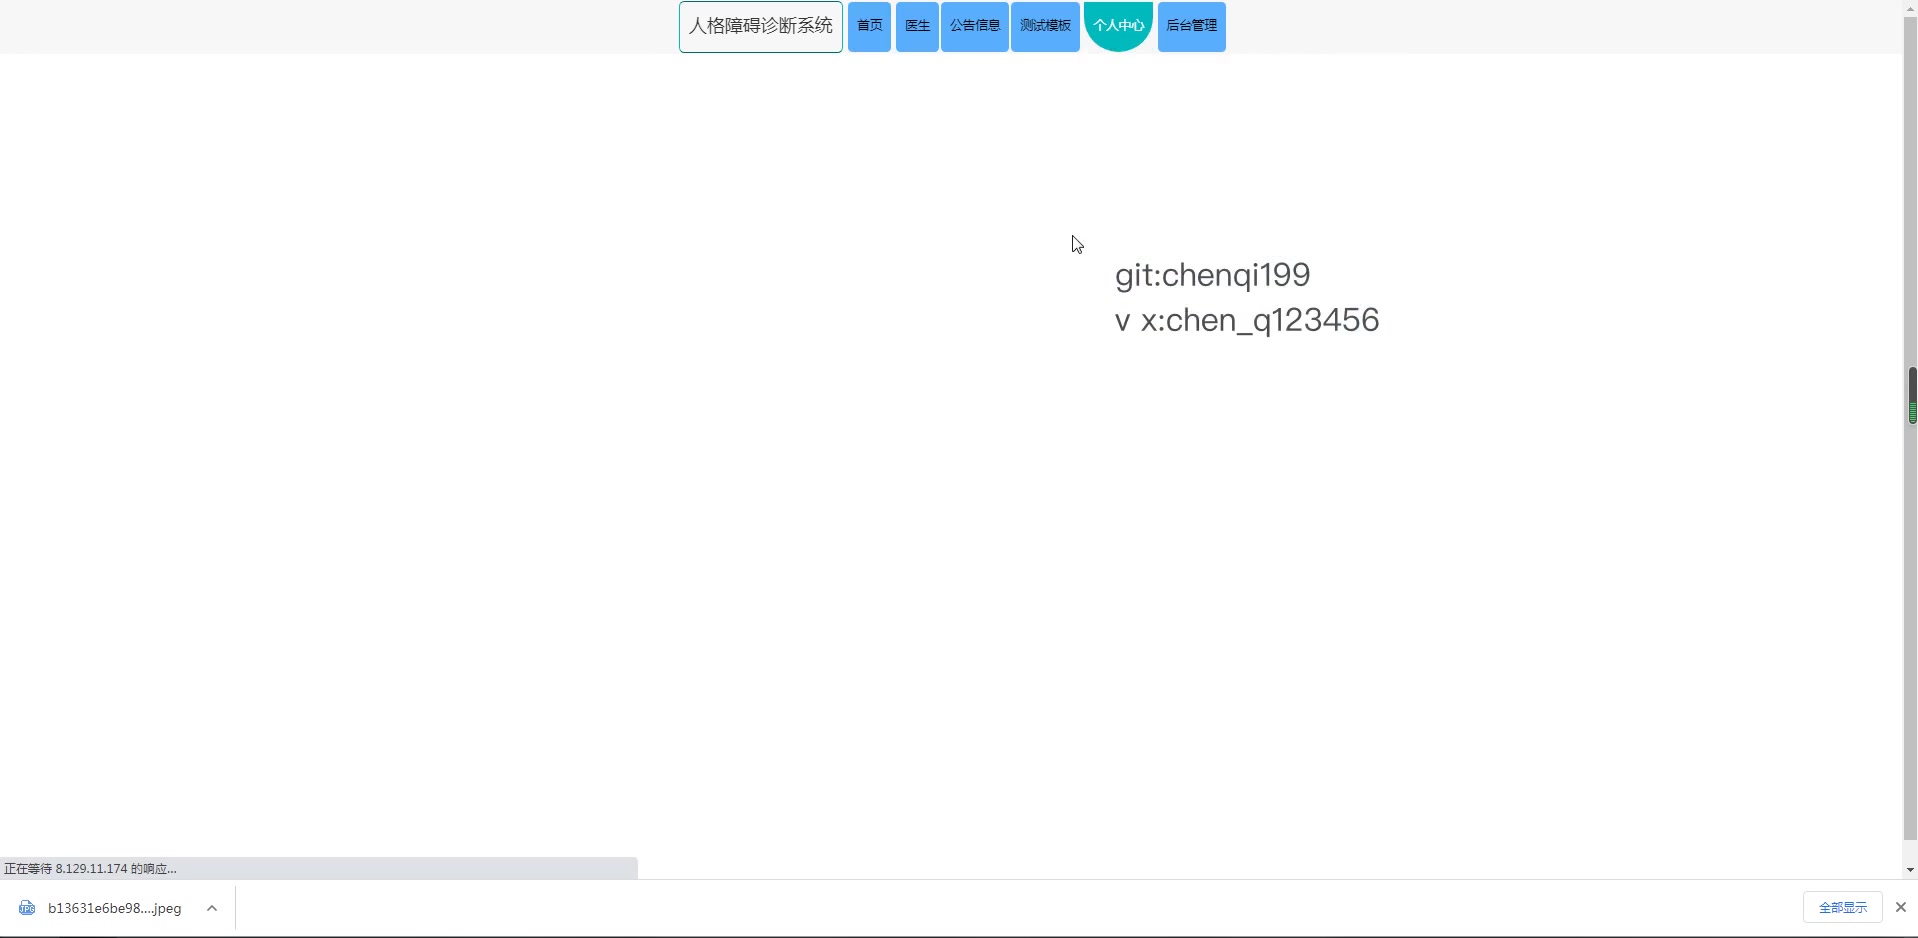 人格障碍诊断系统 首页 医生 公告信息 测试模板 个人中心 后台管理
git:chenqi199
v x:chen_q123456
正在等待 8.129.11.174 的响应...
b13631e6be98....jpeg 全部显示